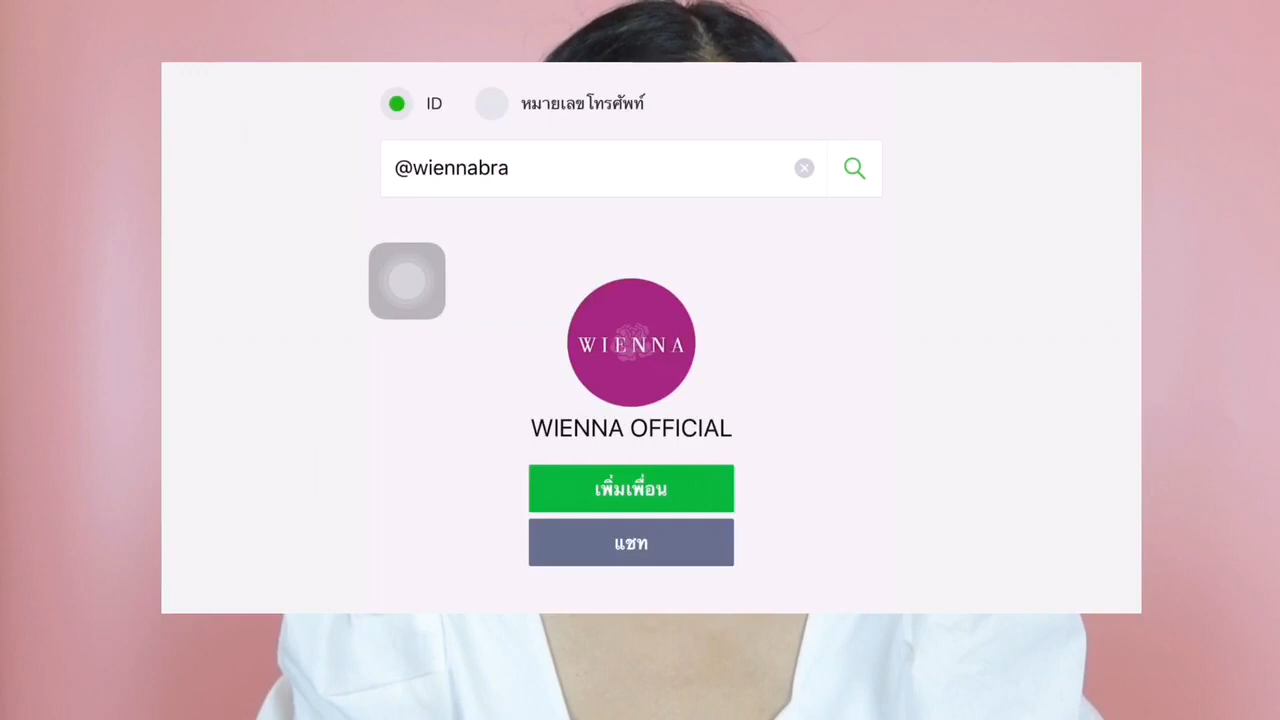 ID
หมายเลขโทรศัพท์
@wiennabra
WIENNA
WIENNA OFFICIAL
เพิ่มเพื่อน
แชท